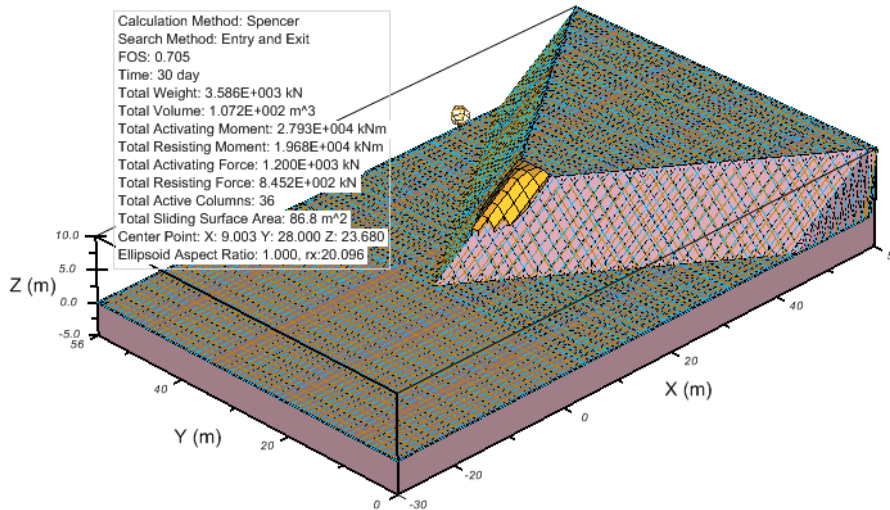 Calculation Method: Spencer
Search Method: Entry and Exit
FOS: 0.705
Time: 30 day
Total Weight: 3.586E+003 kN
Total Volume: 1.072E+002 m^3
Total Activating Moment: 2.793E+004 kNm
Total Resisting Moment: 1.968E+004 kNm
Total Activating Force: 1.200E+003 kN
Total Resisting Force: 8.452E+002 kN
Total Active Columns: 36
Total Sliding Surface Area: 86.8 m^2
Center Point: X: 9.003 Y: 28.000 Z: 23.680
Ellipsoid Aspect Ratio: 1.000, rx:20.096
10.0
5.0
Z (m)
0.0
-5.0
56
40
Y (m)
20
0
-30
-20
0
X (m)
20
40